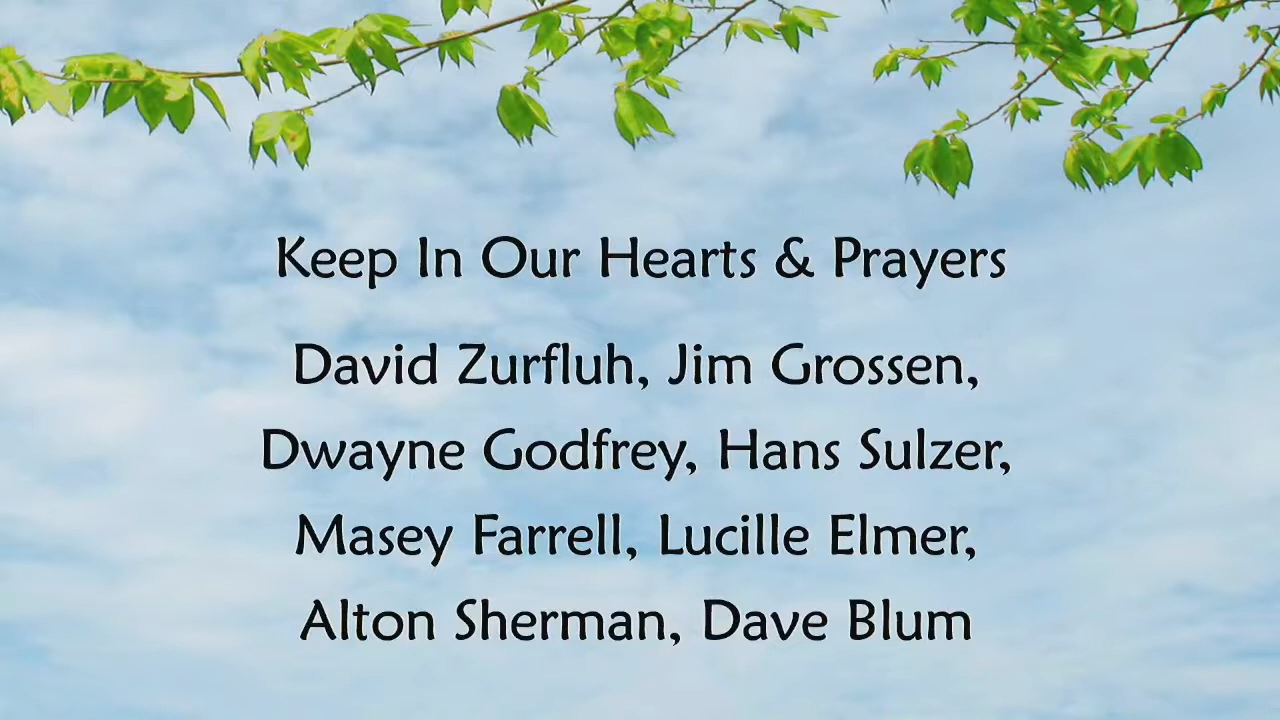 Keep In Our Hearts & Prayers
David Zurfluh, Jim Grossen,
Dwayne Godfrey, Hans Sulzer,
Masey Farrell, Lucille Elmer,
Alton Sherman, Dave Blum